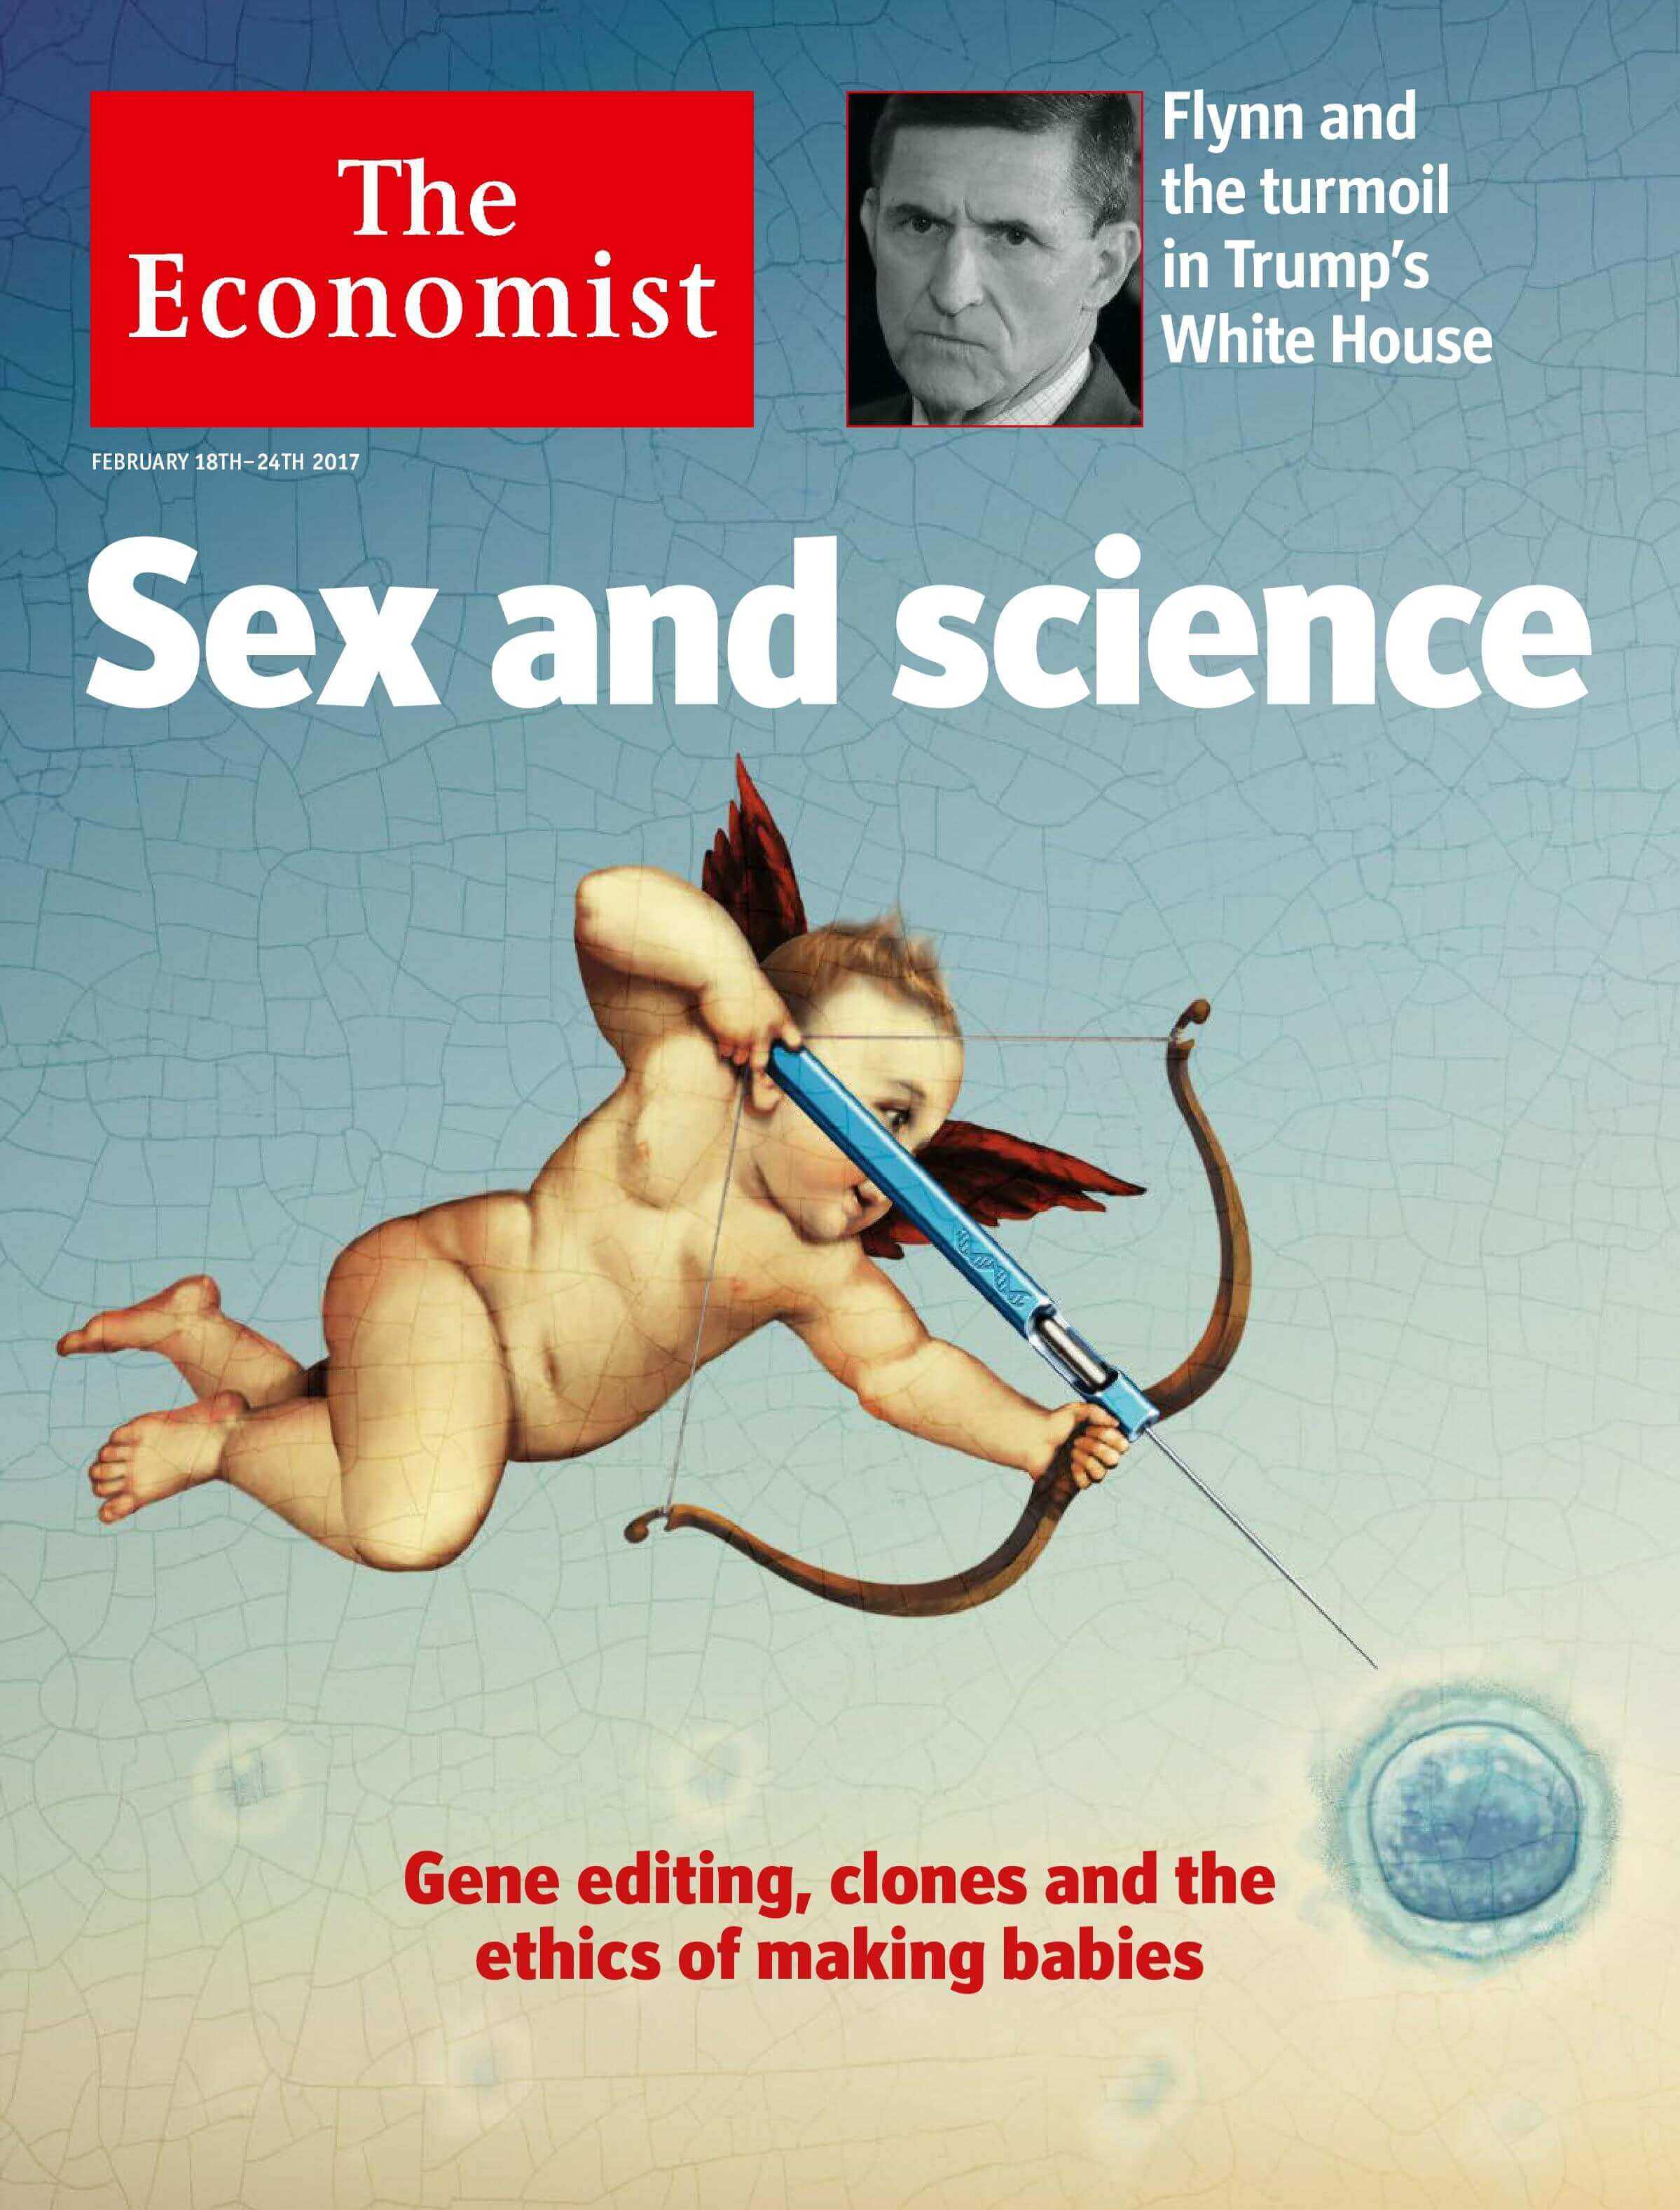 The
Economist
Flynn and
the turmoil
in Trump's
White House
FEBRUARY 18TH–24TH 2017
Sex and science
Gene editing, clones and the
ethics of making babies